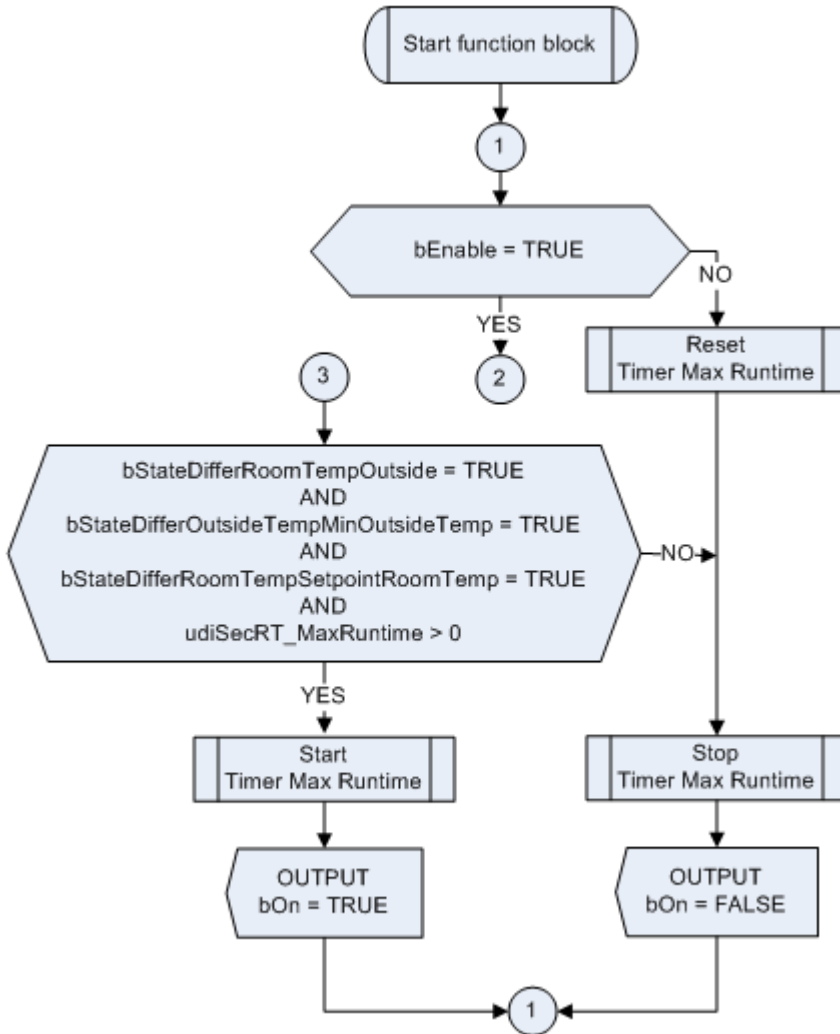 Start function block
1
bEnable = TRUE
NO
YES
Reset
Timer Max Runtime
3
2
bStateDifferRoomTempOutside = TRUE
AND
bStateDifferOutsideTempMinOutsideTemp = TRUE
AND
bStateDifferRoomTempSetpointRoomTemp = TRUE
AND
udiSecRT_MaxRuntime > 0
NO
YES
Start
Timer Max Runtime
Stop
Timer Max Runtime
OUTPUT
bOn = TRUE
OUTPUT
bOn = FALSE
1